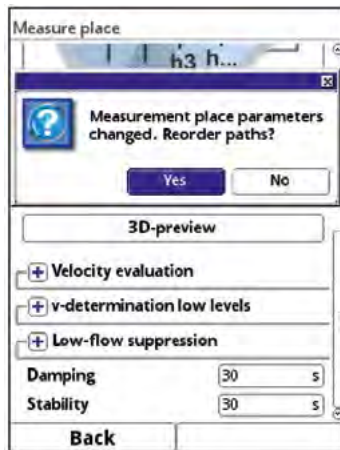 Measure place
h3 h...
Measurement place parameters
changed. Reorder paths?
Yes No
3D-preview
Velocity evaluation
v-determination low levels
Low-flow suppression
Damping 30 s
Stability 30 s
Back